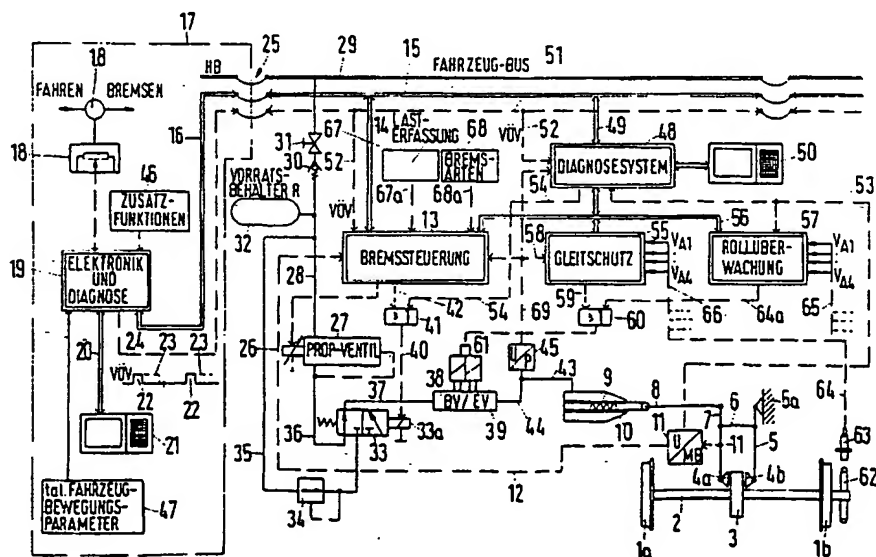 17
HB
25
29
FAHRZEUG-BUS
51
15
18
FAHREN
BREMSEN
16
18
46
ZUSATZ-
FUNKTIONEN
19
ELEKTRONIK
UND
DIAGNOSE
20
24
23
23
VÖV
22
22
21
47
tal. FAHRZEUG-
BEWEGUNGS-
PARAMETER
31
30
52
67
14
LAST-
ERFASSUNG
68
BREMS-
ARTEN
67a
68a
VORRATS-
BEHÄLTER R
32
VÖV
VÖV
52
49
48
DIAGNOSESYSTEM
50
54
53
13
BREMSSTEUERUNG
58
55
GLEITSCHUTZ
56
57
ROLLÜBER-
WACHUNG
VA1
VA4
VA1
VA4
28
42
54
41
69
59
60
66
64a
65
26
27
PROP-VENTIL
40
38
61
45
U
P
43
37
36
33
33a
BV/EV
39
44
9
8
10
7
6
5a
5
11
U
MB
11
64
63
62
4a
4b
35
34
12
2
3
1a
1b